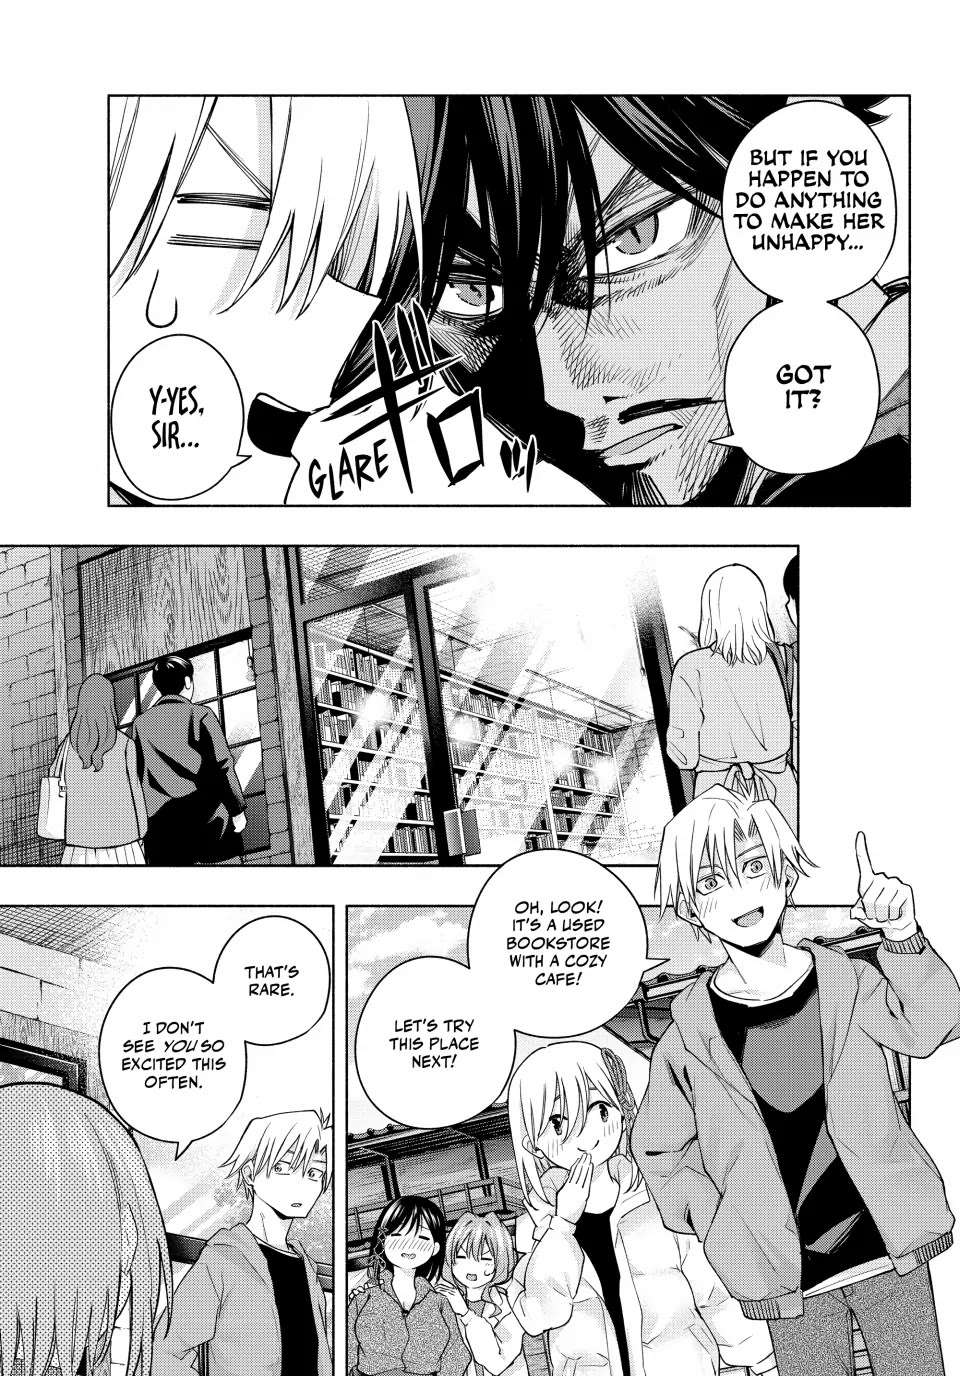 BUT IF YOU
HAPPEN TO
DO ANYTHING
TO MAKE HER
UNHAPPY...
GOT
IT?
Y-YES,
SIR...
GLARE
ギロ
OH, LOOK!
IT'S A USED
BOOKSTORE
WITH A COZY
CAFE!
LET'S TRY
THIS PLACE
NEXT!
THAT'S
RARE.
I DON'T
SEE YOU SO
EXCITED THIS
OFTEN.